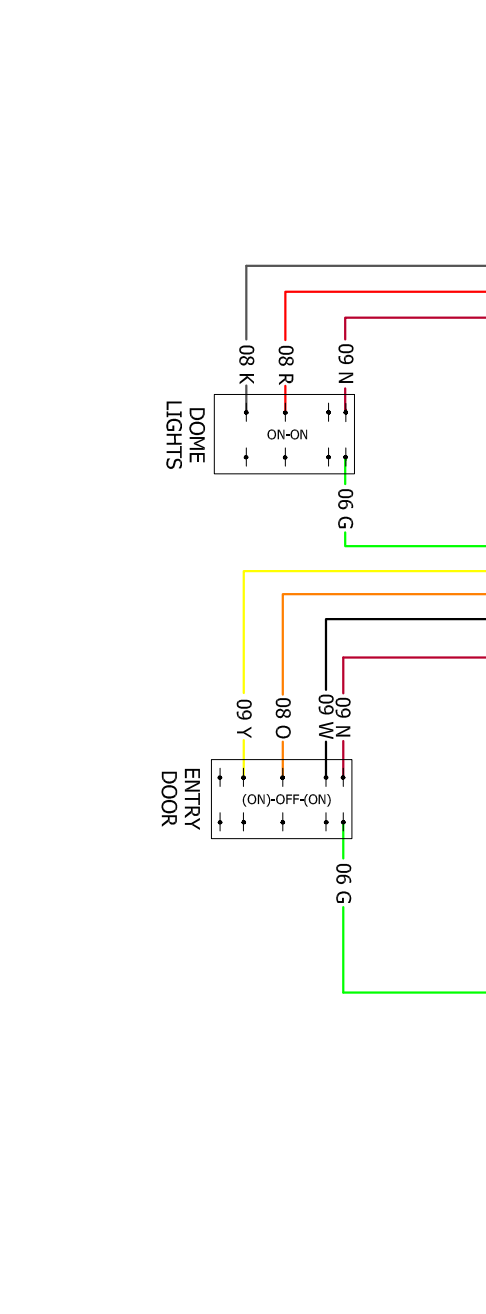 08 K
08 R
09 N
DOME
LIGHTS
ON-ON
06 G
09 Y
08 O
09 W
09 N
ENTRY
DOOR
(ON)-OFF-(ON)
06 G